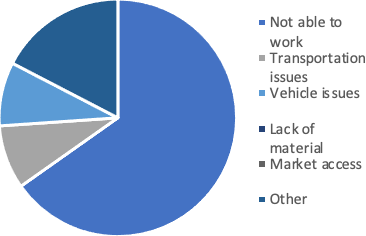 Not able to
work
Transportation
issues
Vehicle issues
Lack of
material
Market access
Other